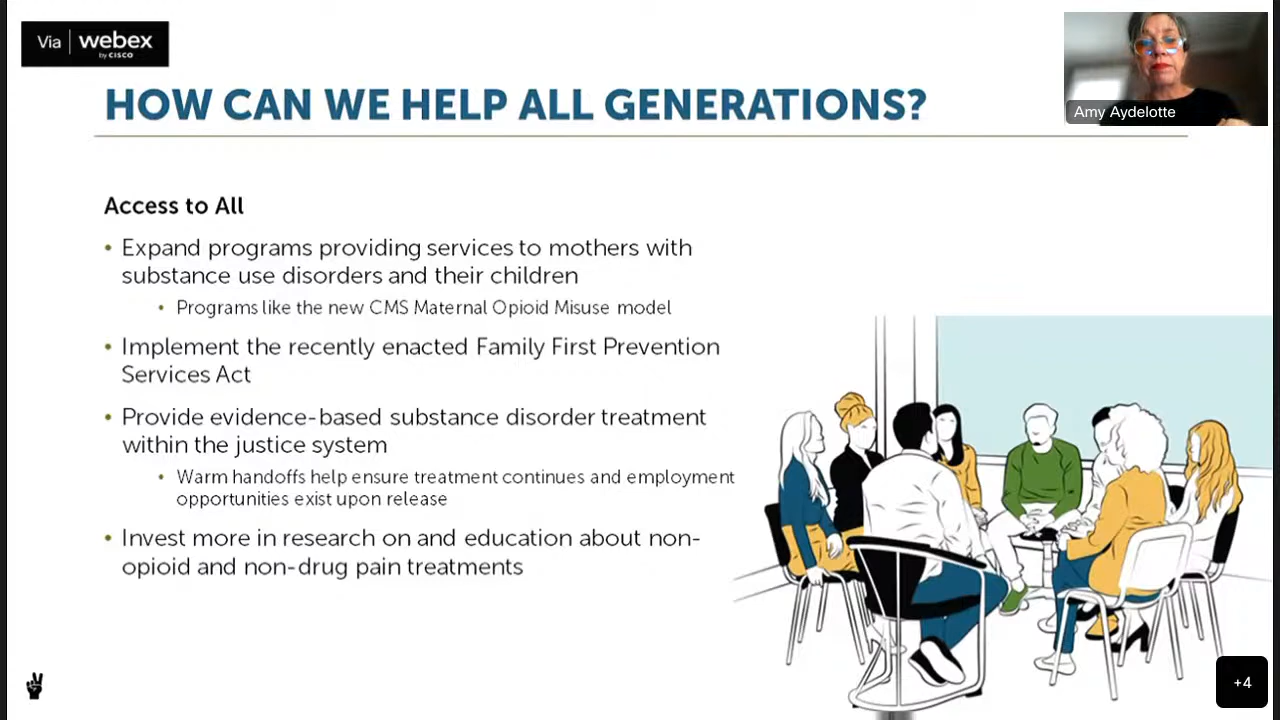 Via | webex
by CISCO
Amy Aydelotte
HOW CAN WE HELP ALL GENERATIONS?
Access to All
• Expand programs providing services to mothers with
substance use disorders and their children
• Programs like the new CMS Maternal Opioid Misuse model
• Implement the recently enacted Family First Prevention
Services Act
• Provide evidence-based substance disorder treatment
within the justice system
• Warm handoffs help ensure treatment continues and employment
opportunities exist upon release
• Invest more in research on and education about non-
opioid and non-drug pain treatments
+4